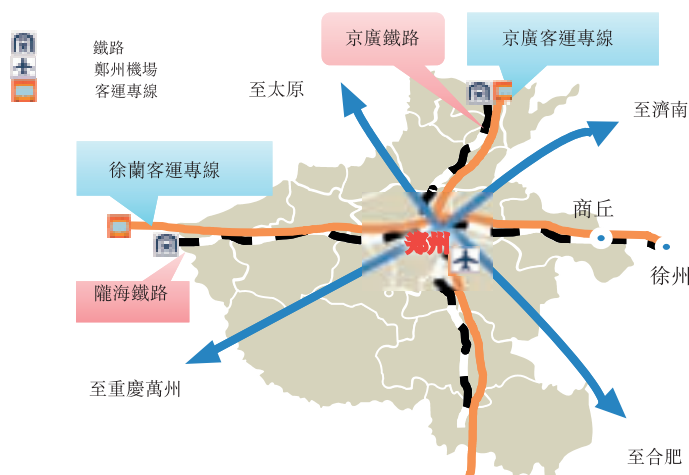 鐵路
鄭州機場
客運專線
京廣鐵路
京廣客運專線
至太原
至濟南
徐蘭客運專線
商丘
鄭州
徐州
隴海鐵路
至重慶萬州
至合肥